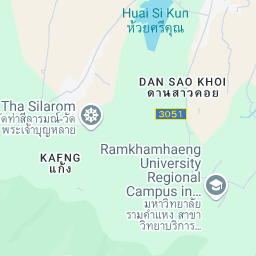 Huai Si Kun
ห้วยศรีคุณ
DAN SAO KHOI
ด่านสาวคอย
3051
Tha Silarom
วัดท่าสีลารมณ์-วัด
พระเจ้าบุญหลาย
KAENG
แก้ง
Ramkhamhaeng
University
Regional
Campus in...
มหาวิทยาลัย
รามคำแหง สาขา
วิทยบริการ...